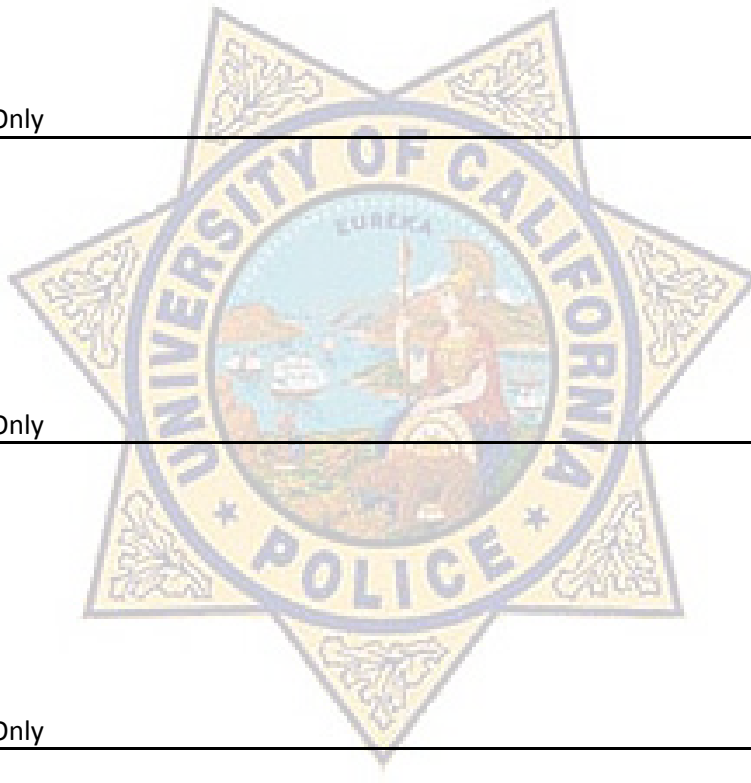 Only
UNIVERSITY OF CALIFORNIA
EUREKA
Only
POLICE
Only